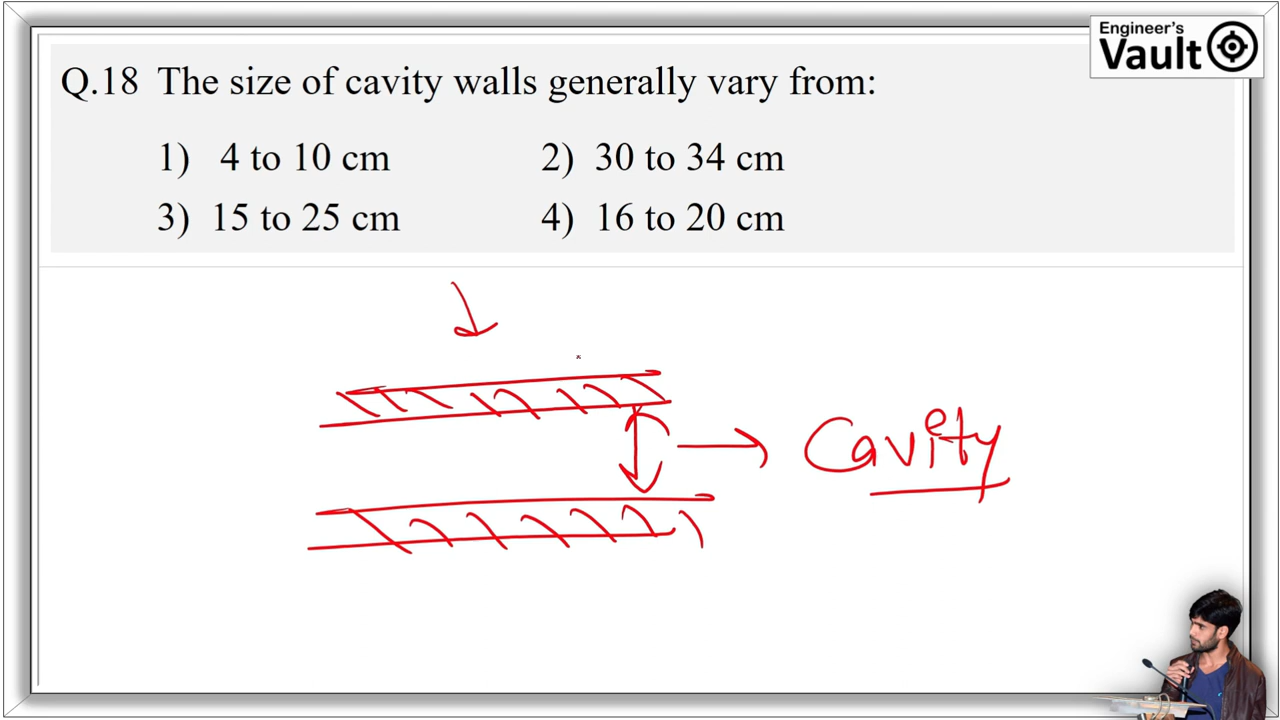 Engineer's
Vault
Q.18 The size of cavity walls generally vary from:
1) 4 to 10 cm 2) 30 to 34 cm
3) 15 to 25 cm 4) 16 to 20 cm
Cavety